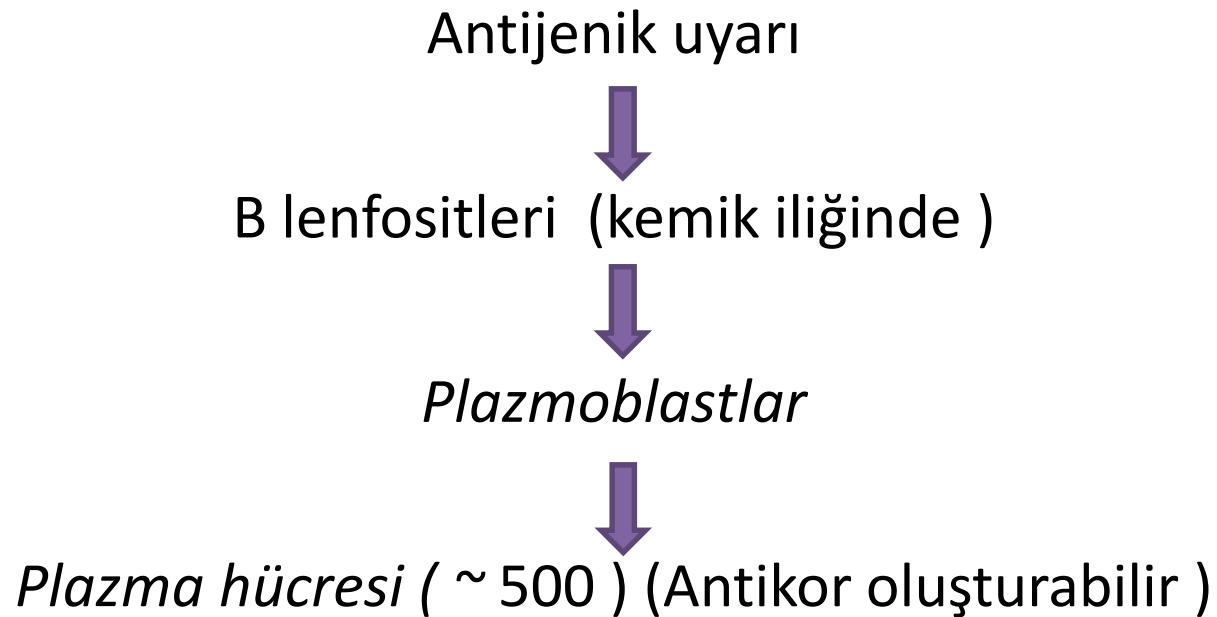 Antijenik uyarı
B lenfositleri (kemik iliğinde )
Plazmoblastlar
Plazma hücresi ( ~ 500 ) (Antikor oluşturabilir )